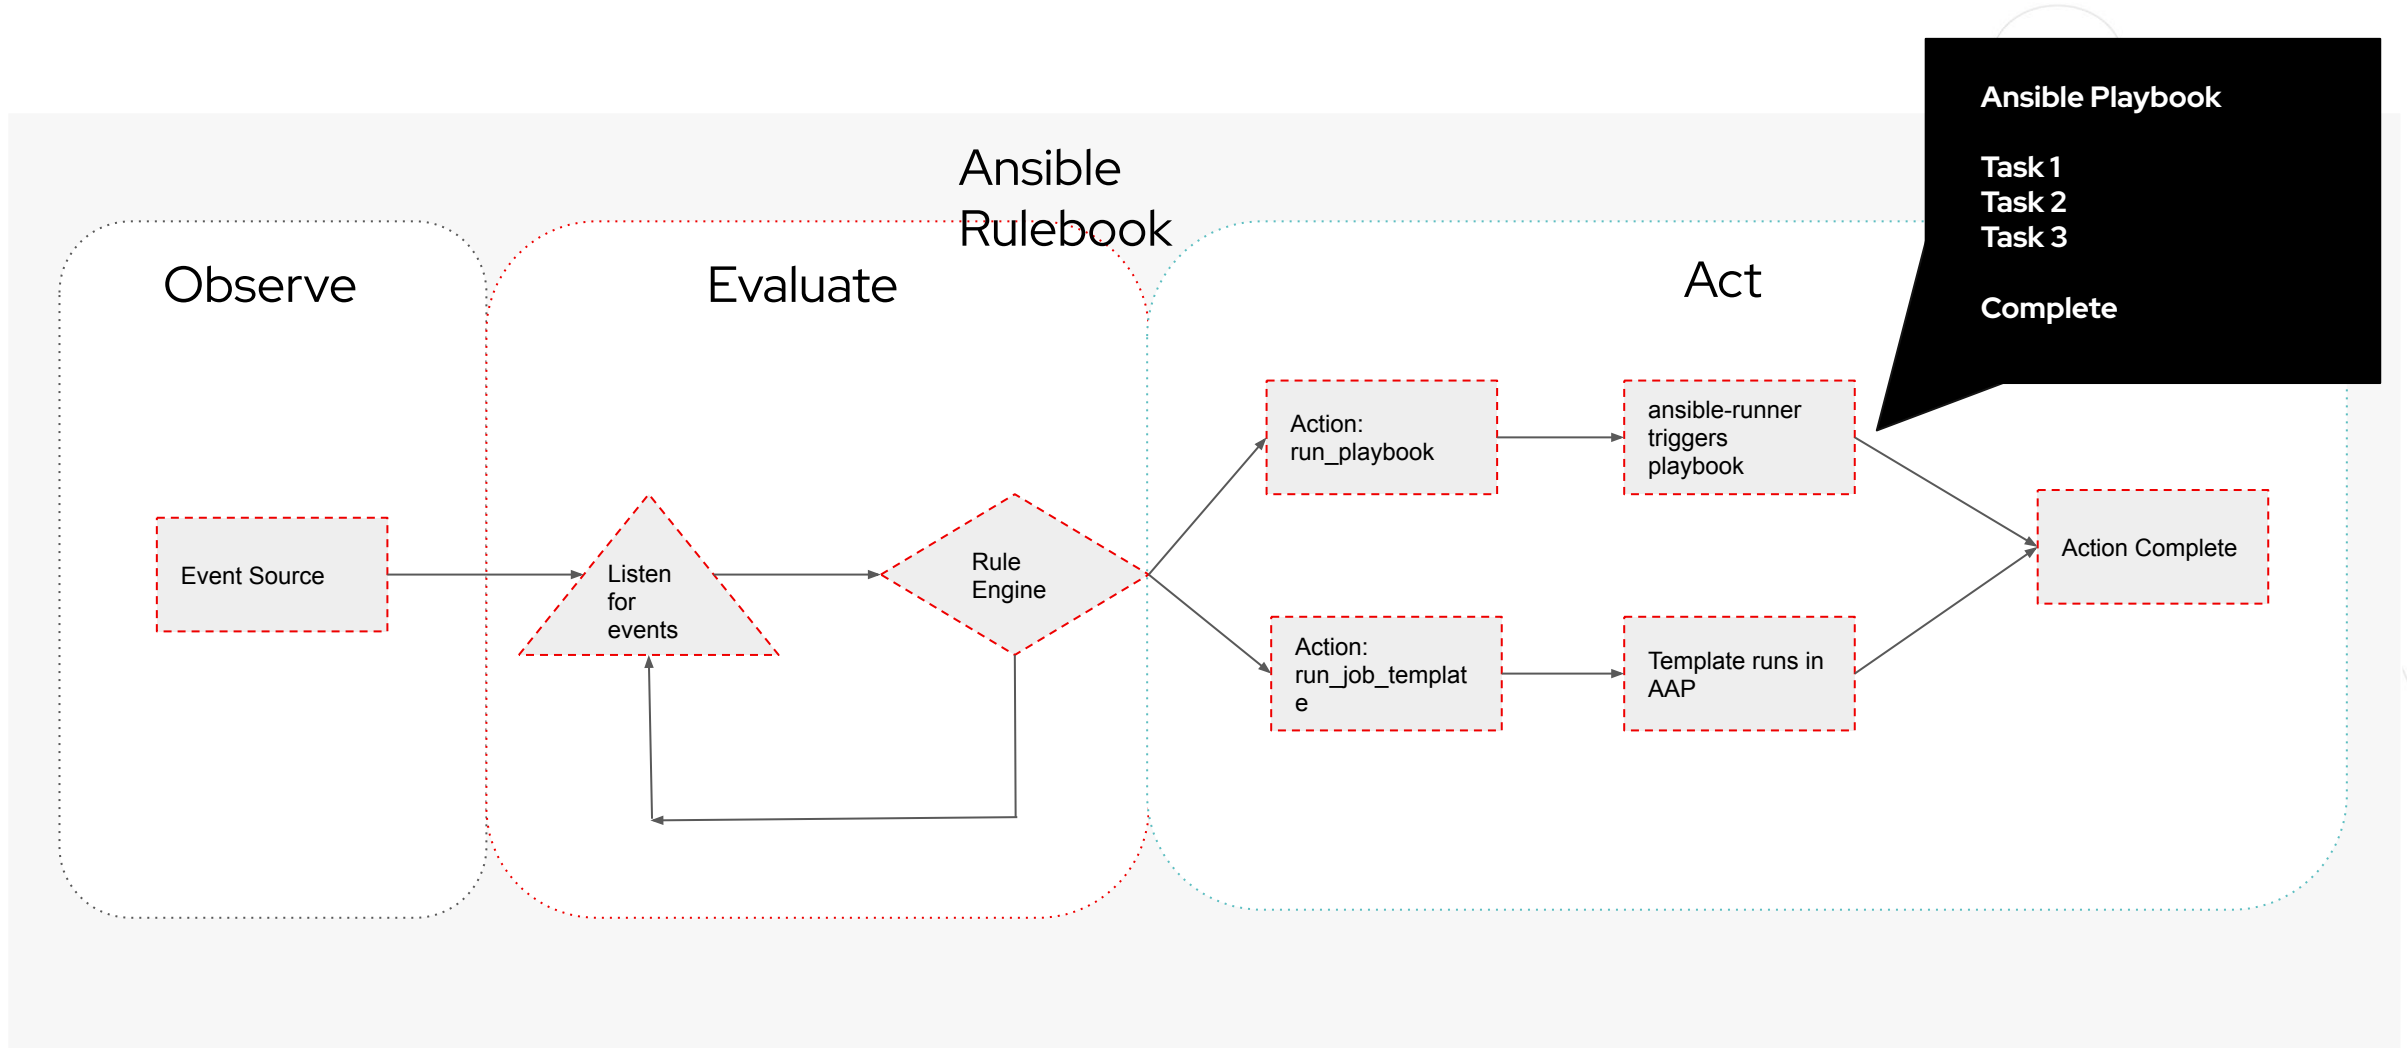 Ansible
Rulebook
Observe
Evaluate
Act
Ansible Playbook
Task 1
Task 2
Task 3
Complete
Event Source
Listen
for
events
Rule
Engine
Action:
run_playbook
ansible-runner
triggers
playbook
Action:
run_job_templat
e
Template runs in
AAP
Action Complete